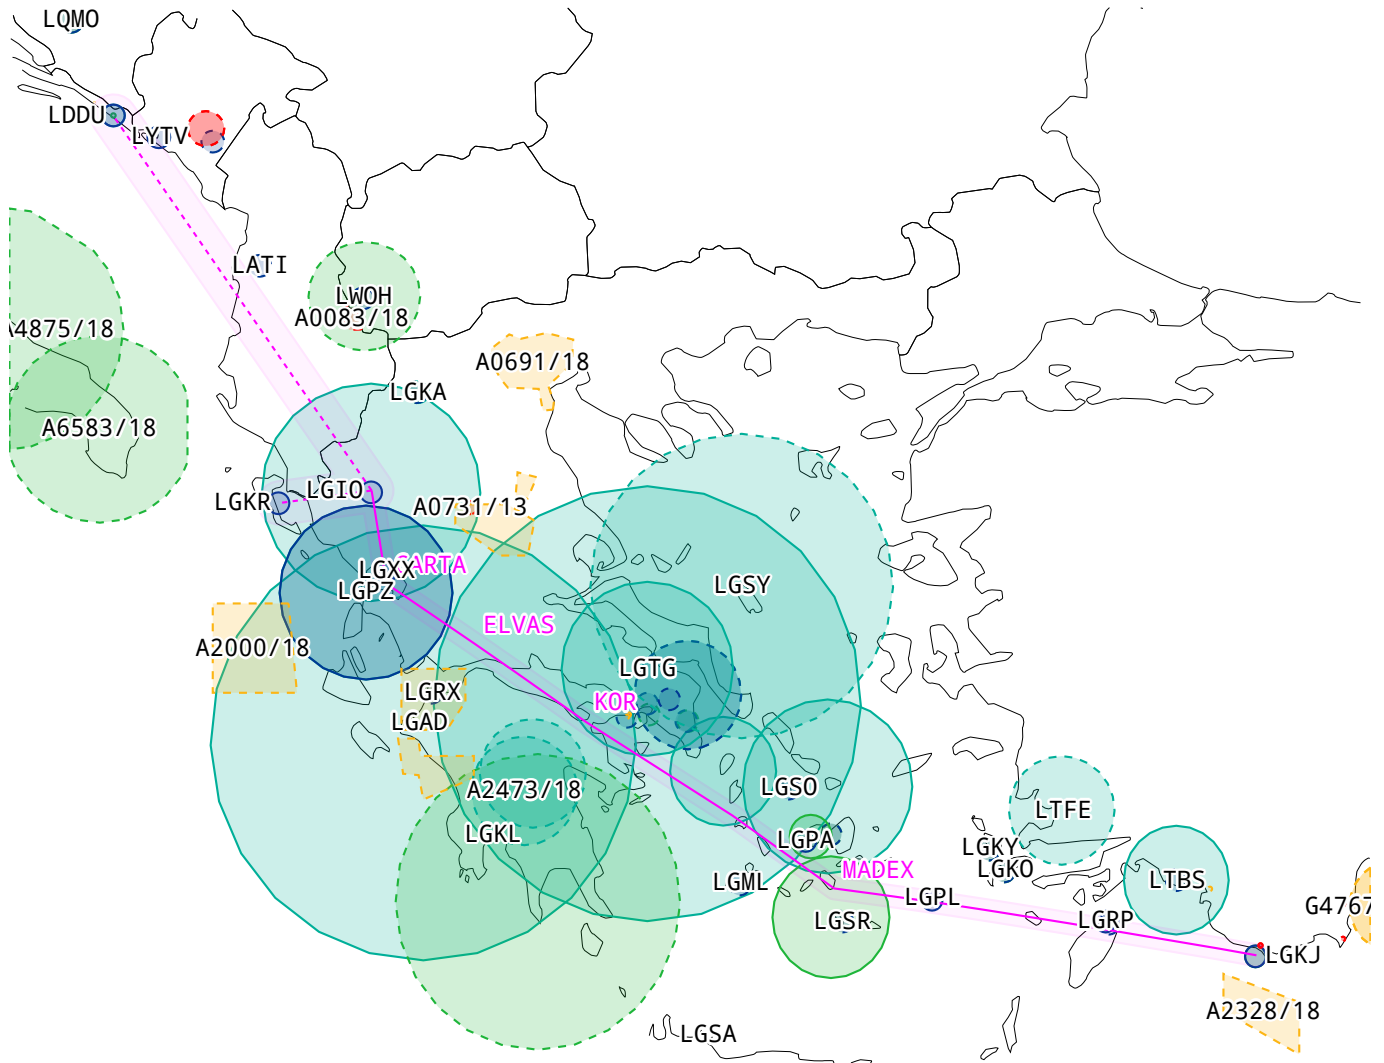 LQMO
LDDU
LYTV
LATI
LWOH
A0083/18
A4875/18
A0691/18
LGKA
A6583/18
LGIO
LGKR
A0731/13
CARTA
LGXX
LGPZ
LGSY
ELVAS
A2000/18
LGTG
LGRX
KOR
LGAD
LGSO
A2473/18
LTFE
LGKL
LGPA
LGKY
LGKO
MADEX
LGML
LTBS
LGPL
G4767
LGSR
LGRP
LGKJ
A2328/18
LGSA